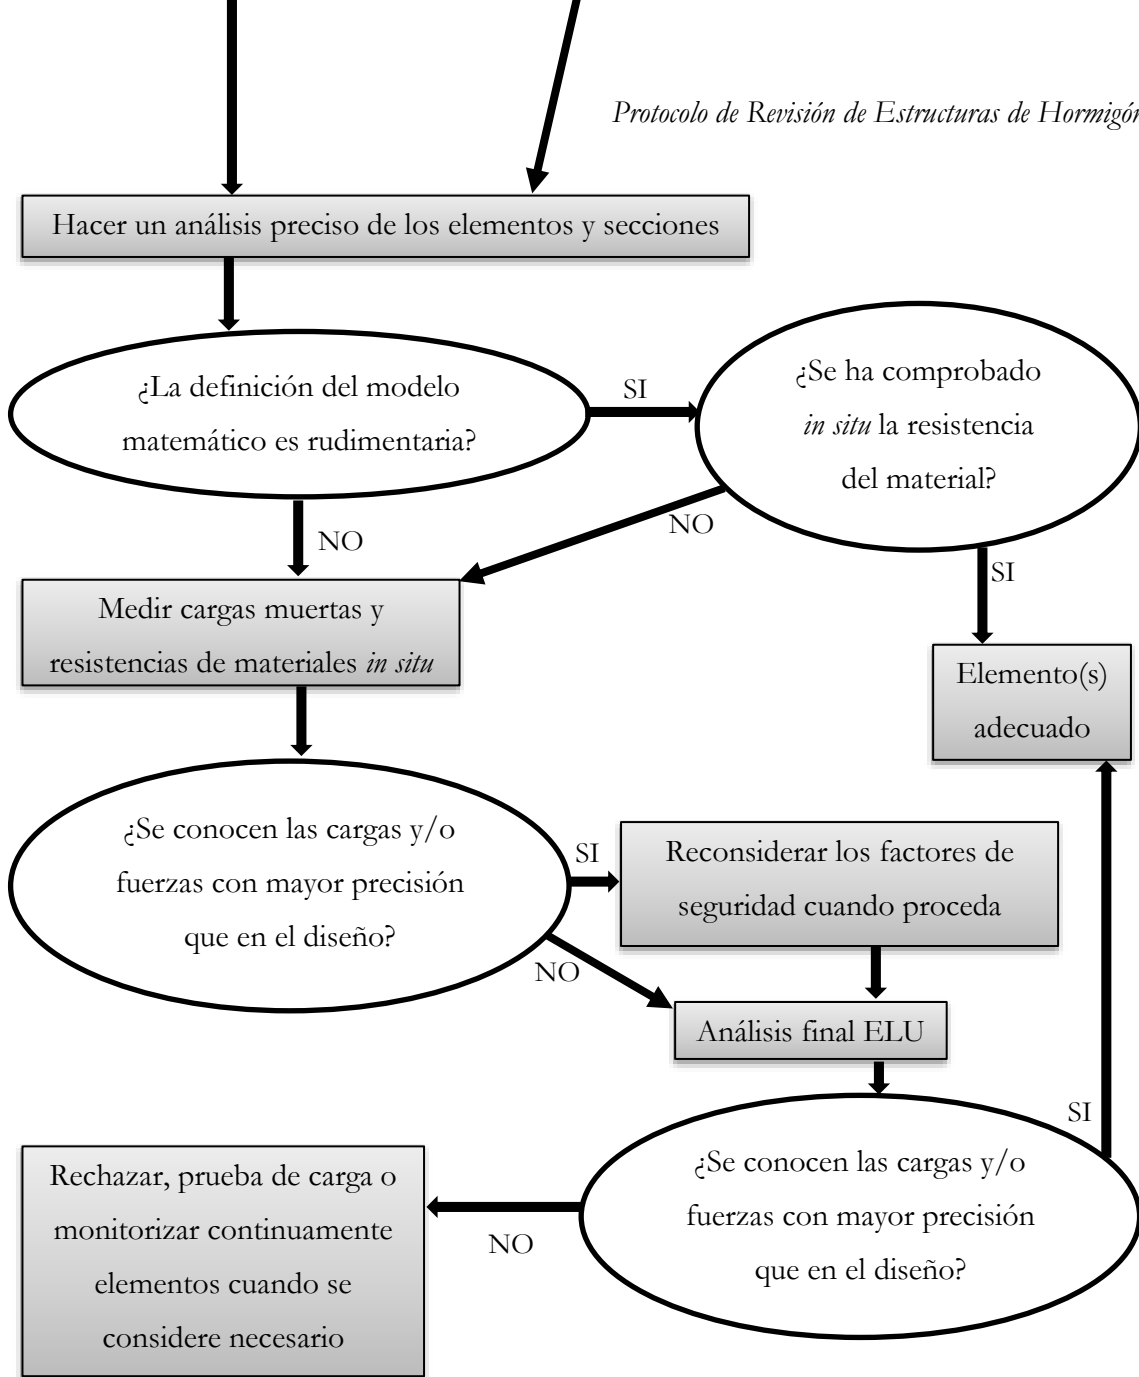 Protocolo de Revisión de Estructuras de Hormigón
Hacer un análisis preciso de los elementos y secciones
¿La definición del modelo
matemático es rudimentaria?
SI
¿Se ha comprobado
in situ la resistencia
del material?
NO
NO
SI
Medir cargas muertas y
resistencias de materiales in situ
Elemento(s)
adecuado
¿Se conocen las cargas y/o
fuerzas con mayor precisión
que en el diseño?
SI
Reconsiderar los factores de
seguridad cuando proceda
NO
Análisis final ELU
SI
¿Se conocen las cargas y/o
fuerzas con mayor precisión
que en el diseño?
NO
Rechazar, prueba de carga o
monitorizar continuamente
elementos cuando se
considere necesario